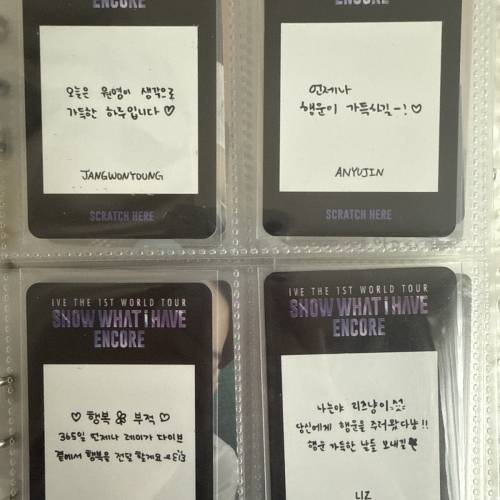 ENCORE
오늘은 원영이 생각으로
가득한 하루입니다 ♡
JANGWONYOUNG
SCRATCH HERE
ENCORE
언제나
행운이 가득하길~! ♡
ANYUJIN
SCRATCH HERE
IVE THE 1ST WORLD TOUR
SHOW WHAT I HAVE
ENCORE
♡ 행복 부적 ♡
365일 언제나 레이가 다이브
곁에서 행복을 전달 할게요
IVE THE 1ST WORLD TOUR
SHOW WHAT I HAVE
ENCORE
나는야 리즈냥이
당신에게 행운을 주러왔다냥!!
행운 가득한 날들 보내길
LIZ